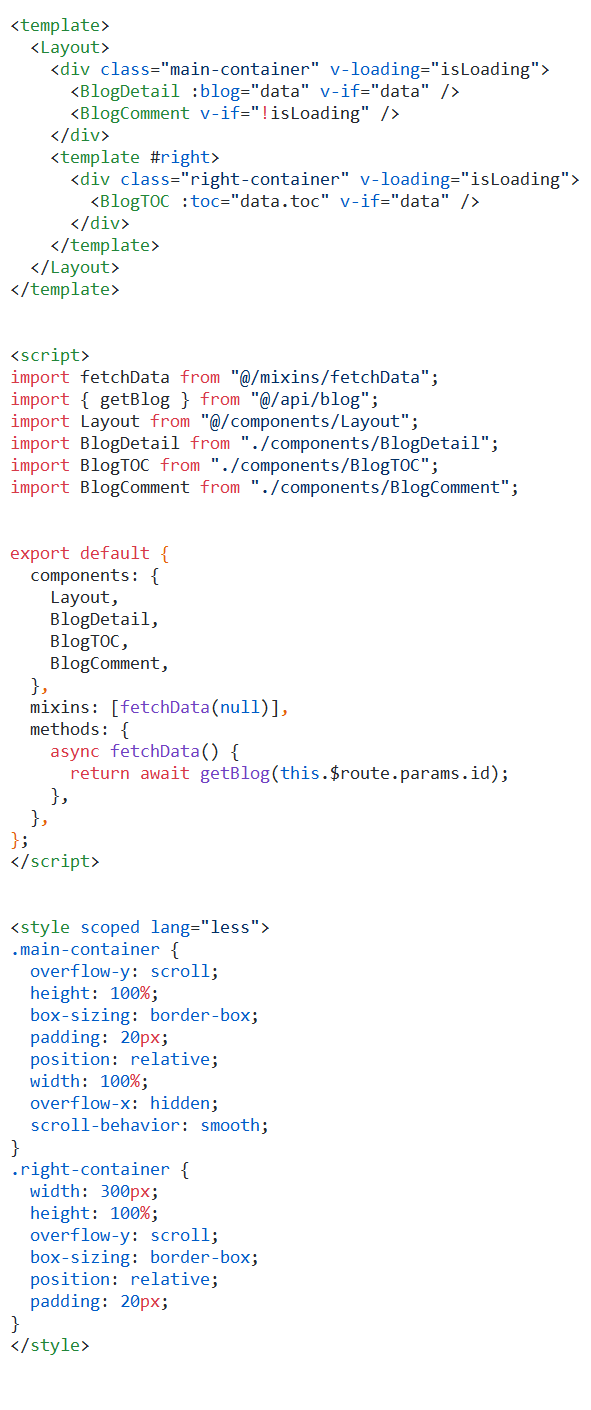 <template>
  <Layout>
    <div class="main-container" v-loading="isLoading">
      <BlogDetail :blog="data" v-if="data" />
      <BlogComment v-if="!isLoading" />
    </div>
    <template #right>
      <div class="right-container" v-loading="isLoading">
        <BlogTOC :toc="data.toc" v-if="data" />
      </div>
    </template>
  </Layout>
</template>

<script>
import fetchData from "@/mixins/fetchData";
import { getBlog } from "@/api/blog";
import Layout from "@/components/Layout";
import BlogDetail from "./components/BlogDetail";
import BlogTOC from "./components/BlogTOC";
import BlogComment from "./components/BlogComment";

export default {
  components: {
    Layout,
    BlogDetail,
    BlogTOC,
    BlogComment,
  },
  mixins: [fetchData(null)],
  methods: {
    async fetchData() {
      return await getBlog(this.$route.params.id);
    },
  },
};
</script>

<style scoped lang="less">
.main-container {
  overflow-y: scroll;
  height: 100%;
  box-sizing: border-box;
  padding: 20px;
  position: relative;
  width: 100%;
  overflow-x: hidden;
  scroll-behavior: smooth;
}
.right-container {
  width: 300px;
  height: 100%;
  overflow-y: scroll;
  box-sizing: border-box;
  position: relative;
  padding: 20px;
}
</style>